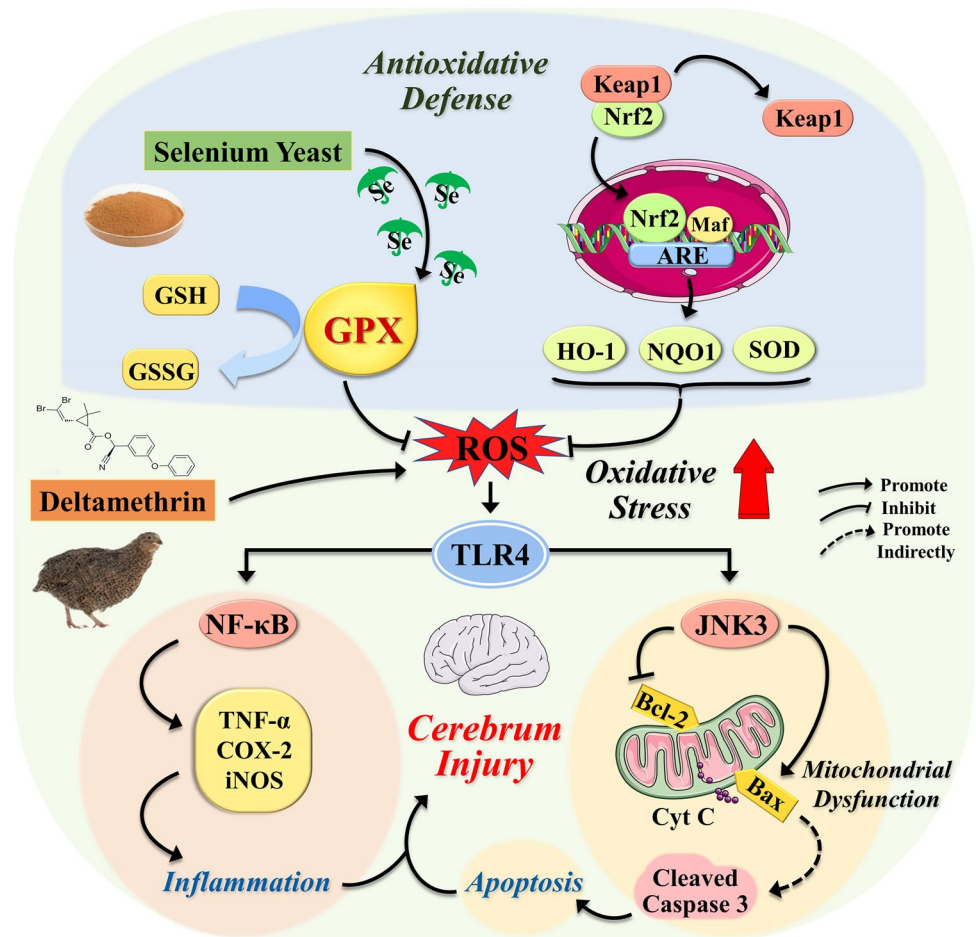 Antioxidative
Defense
Keap1
Nrf2
Keap1
Selenium Yeast
Se
Se
Se
Se
Nrf2
Maf
ARE
GSH
GPX
GSSG
HO-1
NQO1
SOD
Br
Br
O
O
N
O
ROS
Deltamethrin
Oxidative
Stress
Promote
Inhibit
Promote
Indirectly
TLR4
NF-κB
JNK3
TNF-α
COX-2
iNOS
Cerebrum
Injury
Bcl-2
Bax
Cyt C
Mitochondrial
Dysfunction
Inflammation
Apoptosis
Cleaved
Caspase 3